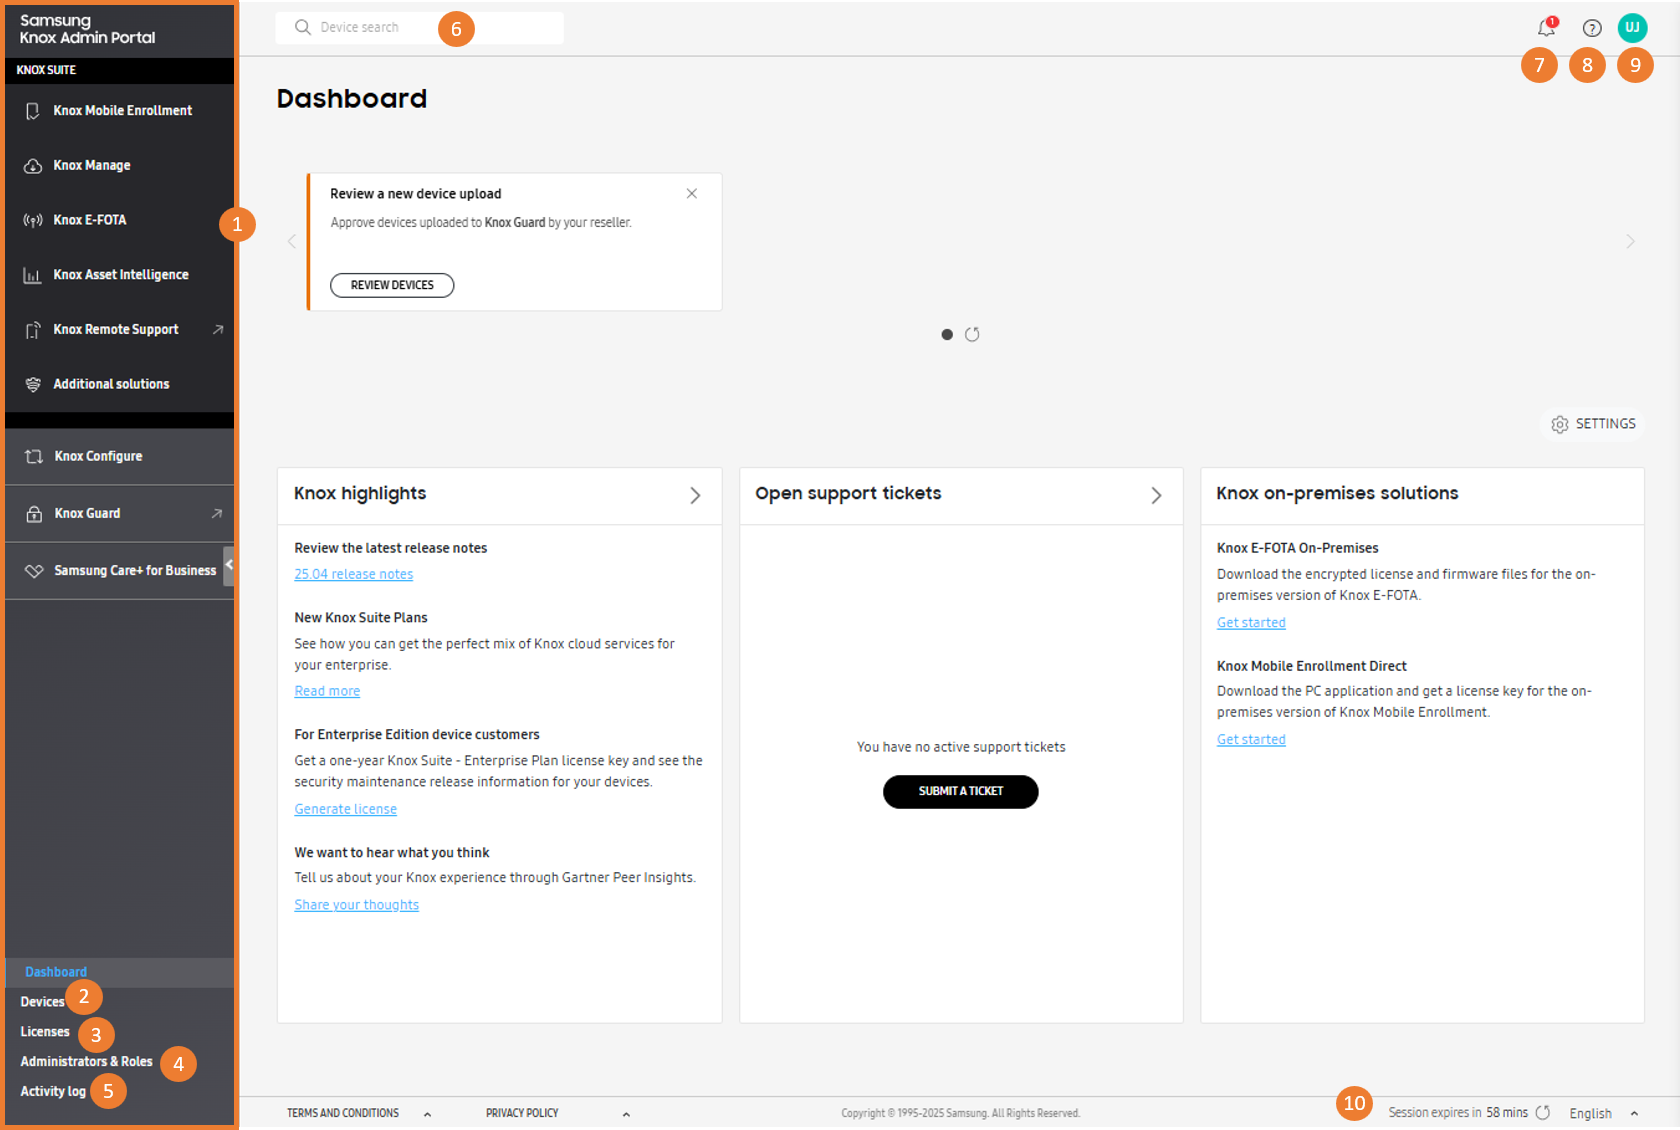 Samsung
Knox Admin Portal
KNOX SUITE
Knox Mobile Enrollment
Knox Manage
Knox E-FOTA
1
Knox Asset Intelligence
Knox Remote Support
Additional solutions
Knox Configure
Knox Guard
Samsung Care+ for Business
Dashboard
Devices 2
Licenses 3
Administrators & Roles 4
Activity log 5
Device search 6
1
UJ
7 8 9
Dashboard
Review a new device upload
Approve devices uploaded to Knox Guard by your reseller.
REVIEW DEVICES
SETTINGS
Knox highlights
Review the latest release notes
25.04 release notes
New Knox Suite Plans
See how you can get the perfect mix of Knox cloud services for
your enterprise.
Read more
For Enterprise Edition device customers
Get a one-year Knox Suite - Enterprise Plan license key and see the
security maintenance release information for your devices.
Generate license
We want to hear what you think
Tell us about your Knox experience through Gartner Peer Insights.
Share your thoughts
Open support tickets
You have no active support tickets
SUBMIT A TICKET
Knox on-premises solutions
Knox E-FOTA On-Premises
Download the encrypted license and firmware files for the on-
premises version of Knox E-FOTA.
Get started
Knox Mobile Enrollment Direct
Download the PC application and get a license key for the on-
premises version of Knox Mobile Enrollment.
Get started
TERMS AND CONDITIONS PRIVACY POLICY Copyright © 1995-2025 Samsung. All Rights Reserved. 10 Session expires in 58 mins English